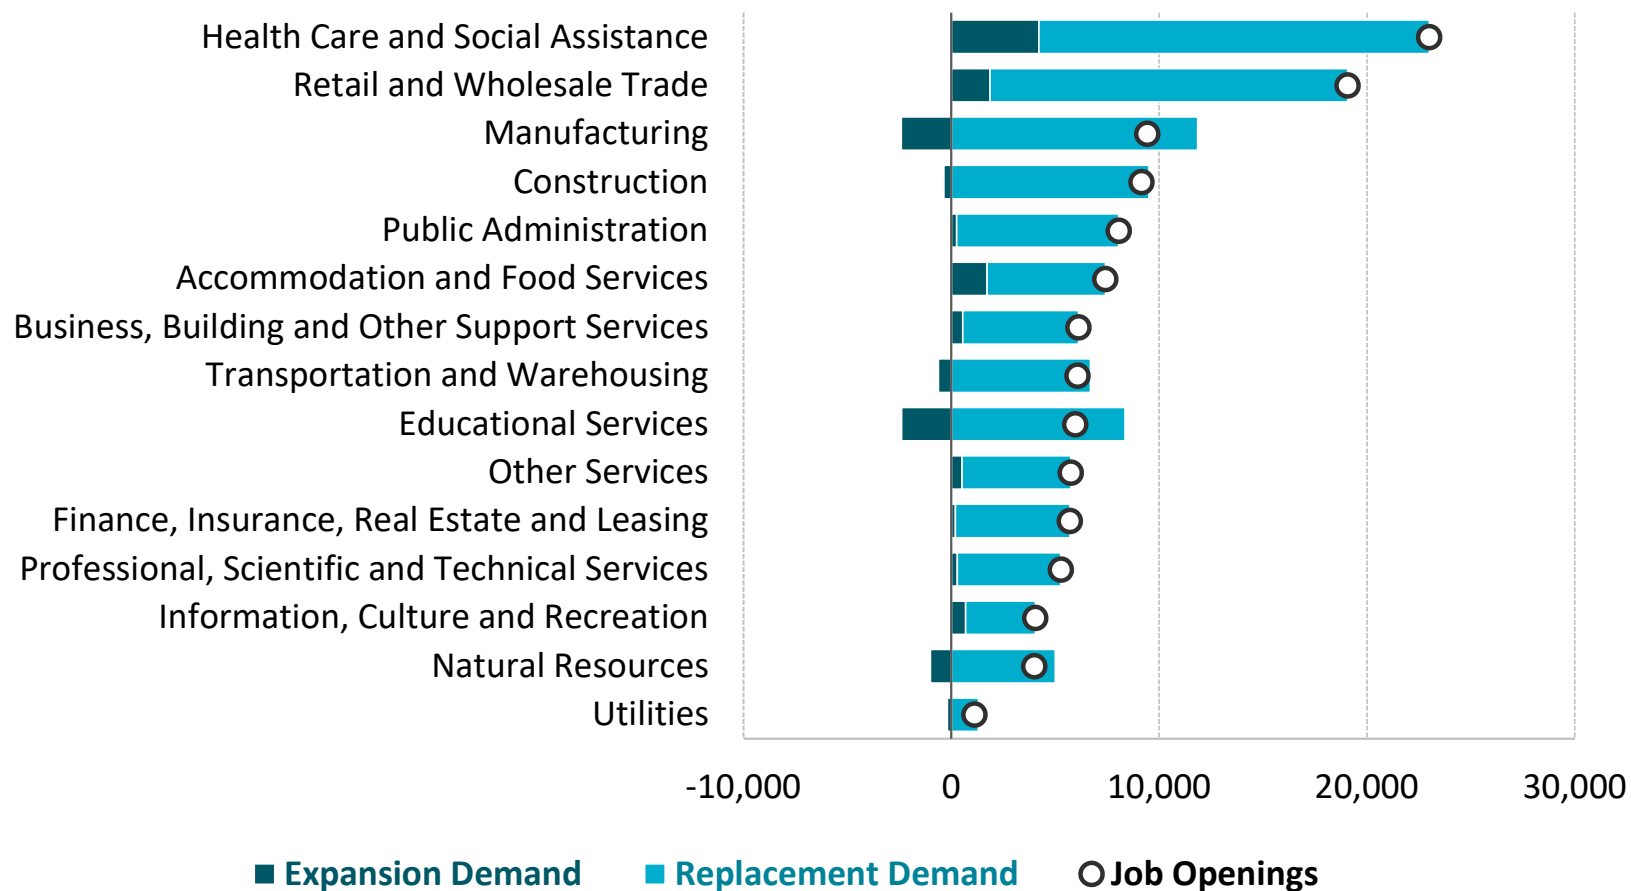 Health Care and Social Assistance
Retail and Wholesale Trade
Manufacturing
Construction
Public Administration
Accommodation and Food Services
Business, Building and Other Support Services
Transportation and Warehousing
Educational Services
Other Services
Finance, Insurance, Real Estate and Leasing
Professional, Scientific and Technical Services
Information, Culture and Recreation
Natural Resources
Utilities
-10,000 0 10,000 20,000 30,000
Expansion Demand Replacement Demand Job Openings